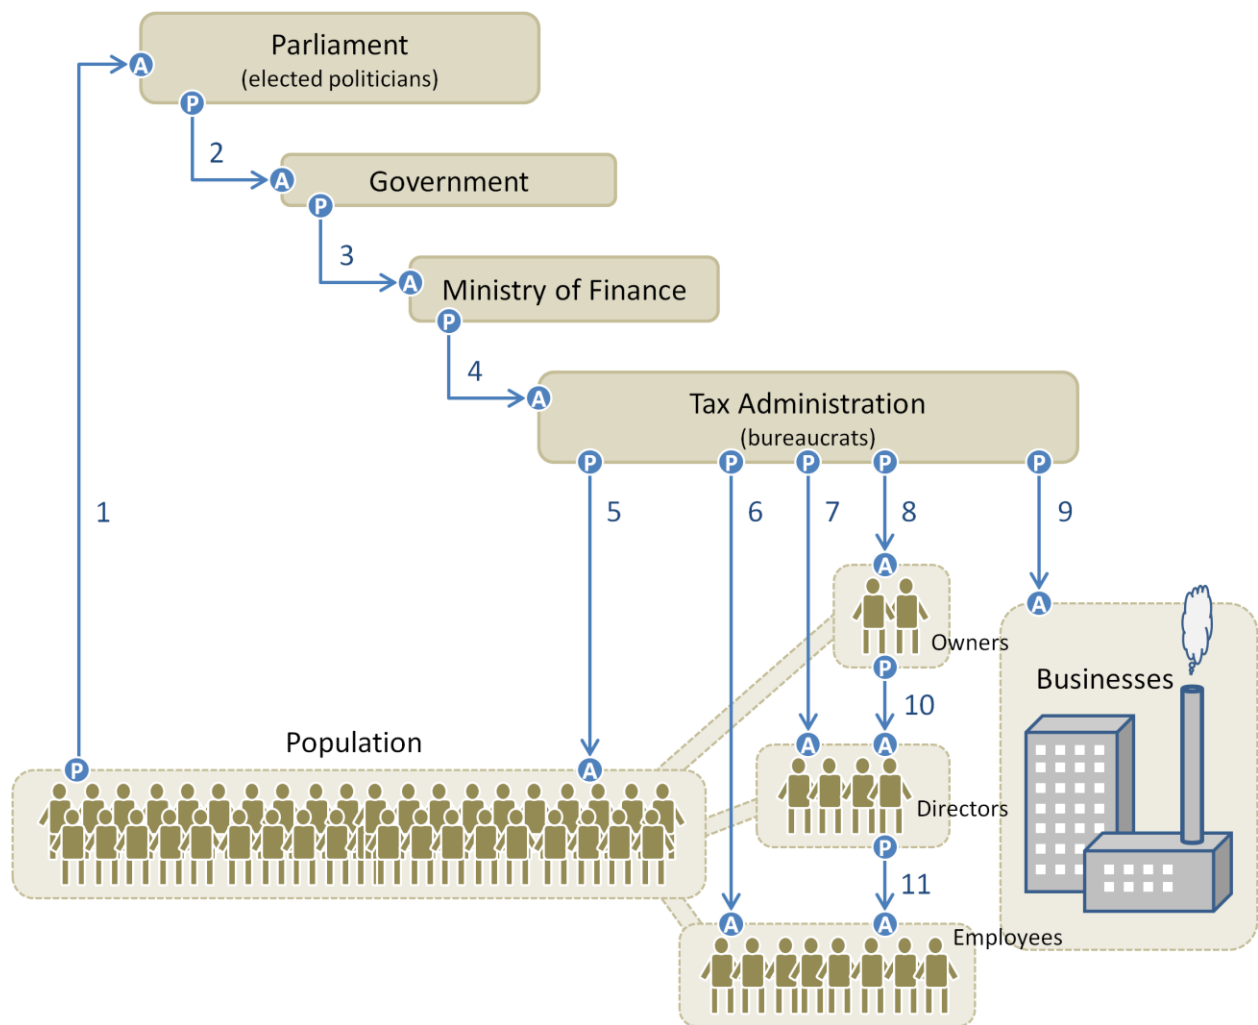 Parliament
(elected politicians)
A
P
2
A
Government
P
3
A
Ministry of Finance
P
4
A
Tax Administration
(bureaucrats)
P
P
P
P
P
1
5
6
7
8
9
A
A
Owners
P
Businesses
10
Population
P
A
A
A
Directors
P
11
A
A
Employees